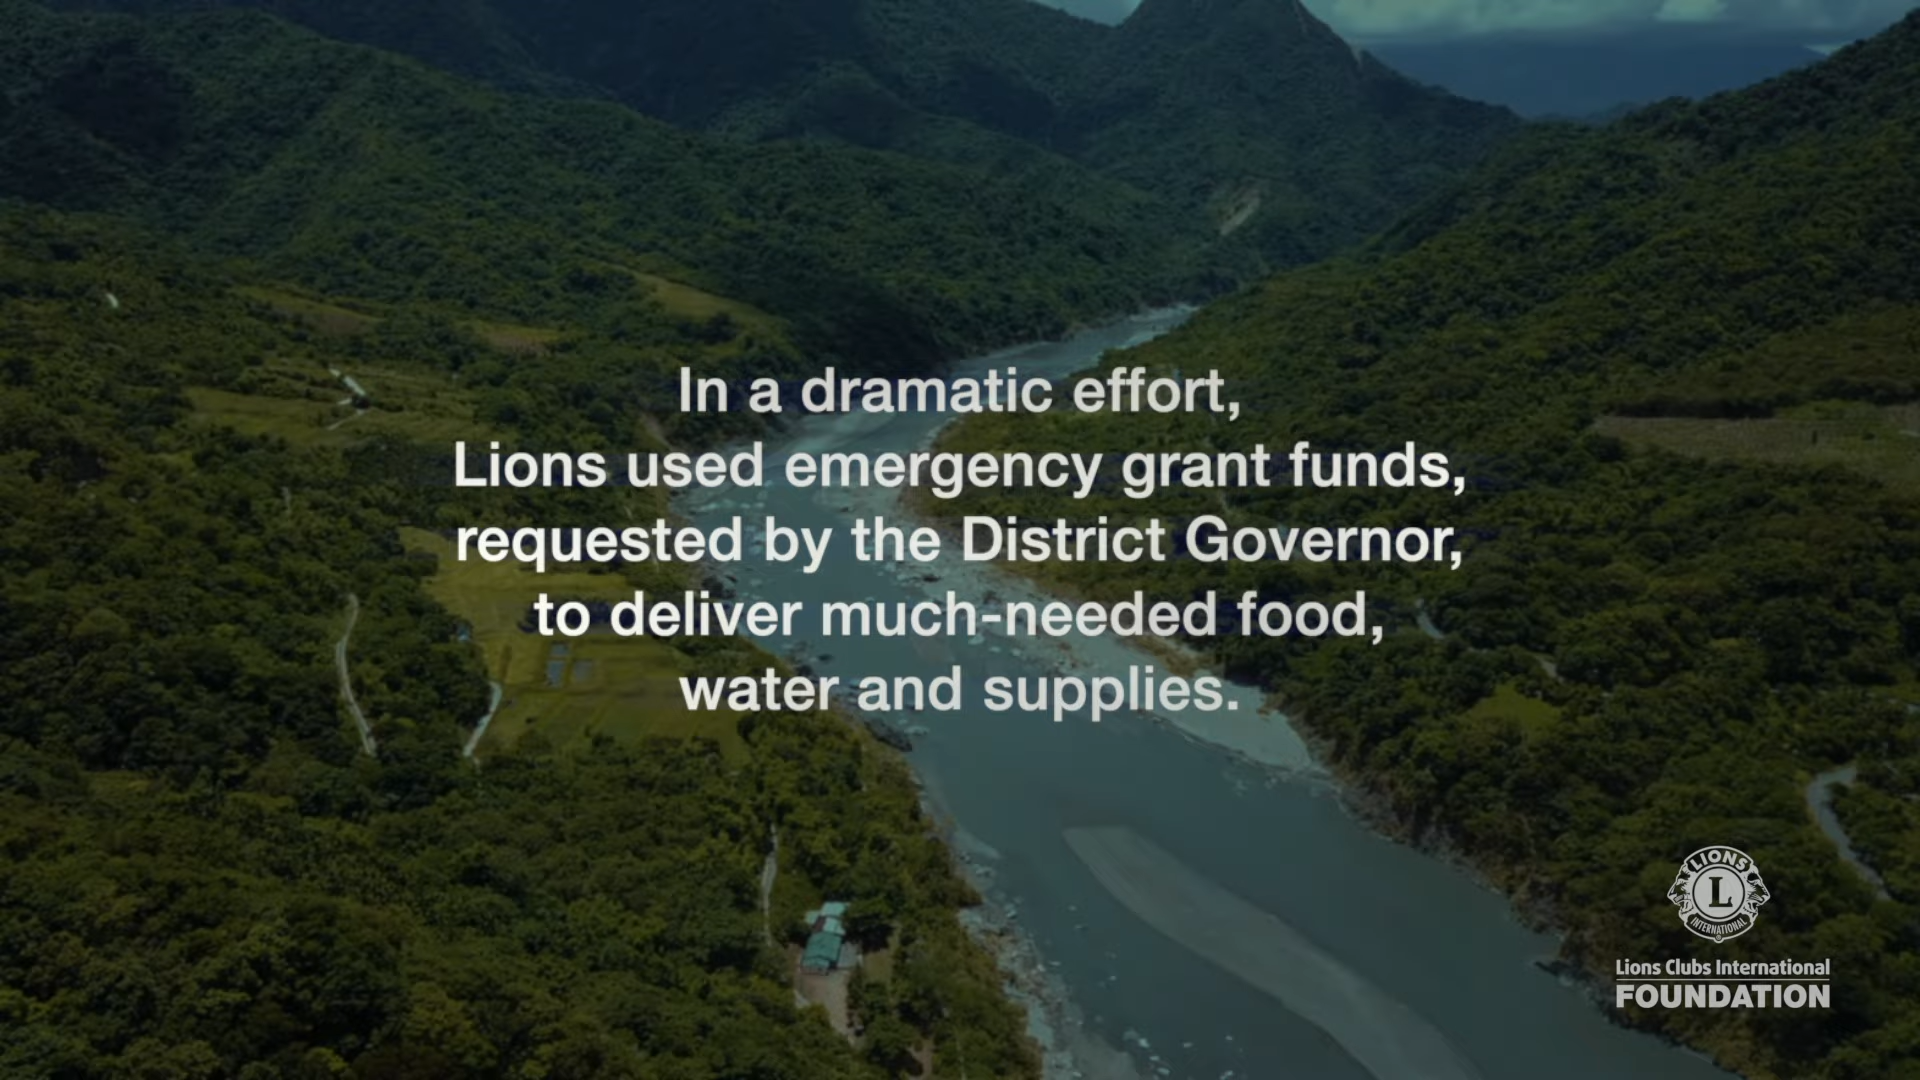 In a dramatic effort,
Lions used emergency grant funds,
requested by the District Governor,
to deliver much-needed food,
water and supplies.
LIONS
L
INTERNATIONAL
Lions Clubs International
FOUNDATION